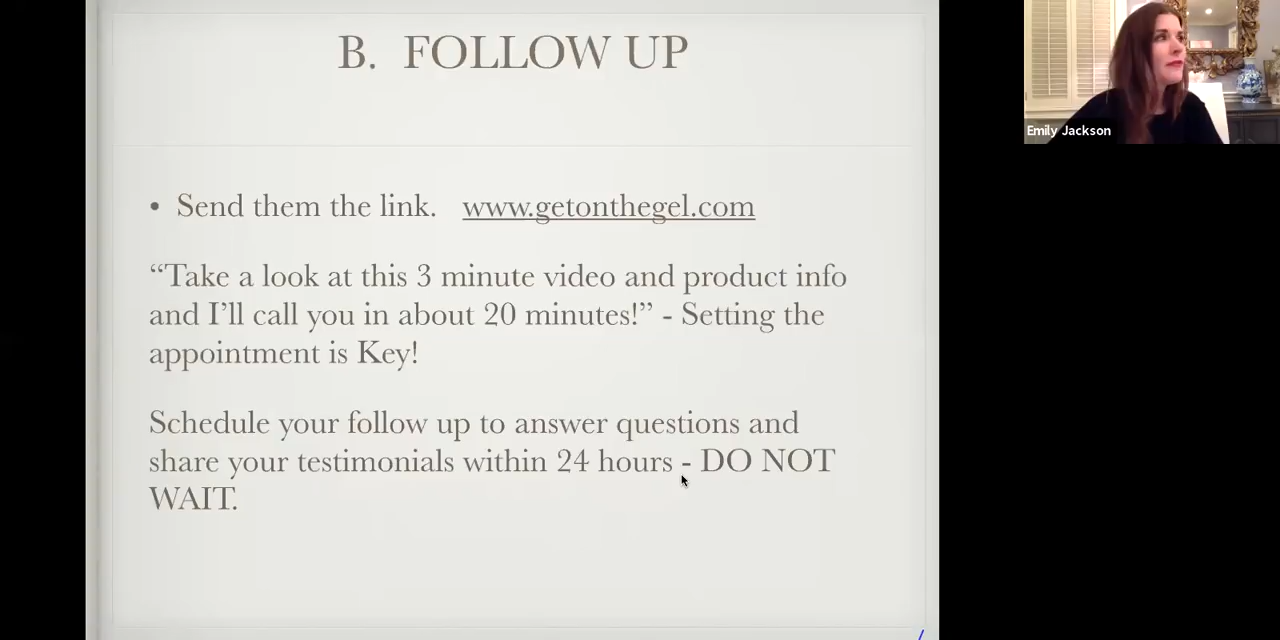 B. FOLLOW UP
Emily Jackson
• Send them the link. www.getonthegel.com
“Take a look at this 3 minute video and product info
and I’ll call you in about 20 minutes!” - Setting the
appointment is Key!
Schedule your follow up to answer questions and
share your testimonials within 24 hours - DO NOT
WAIT.